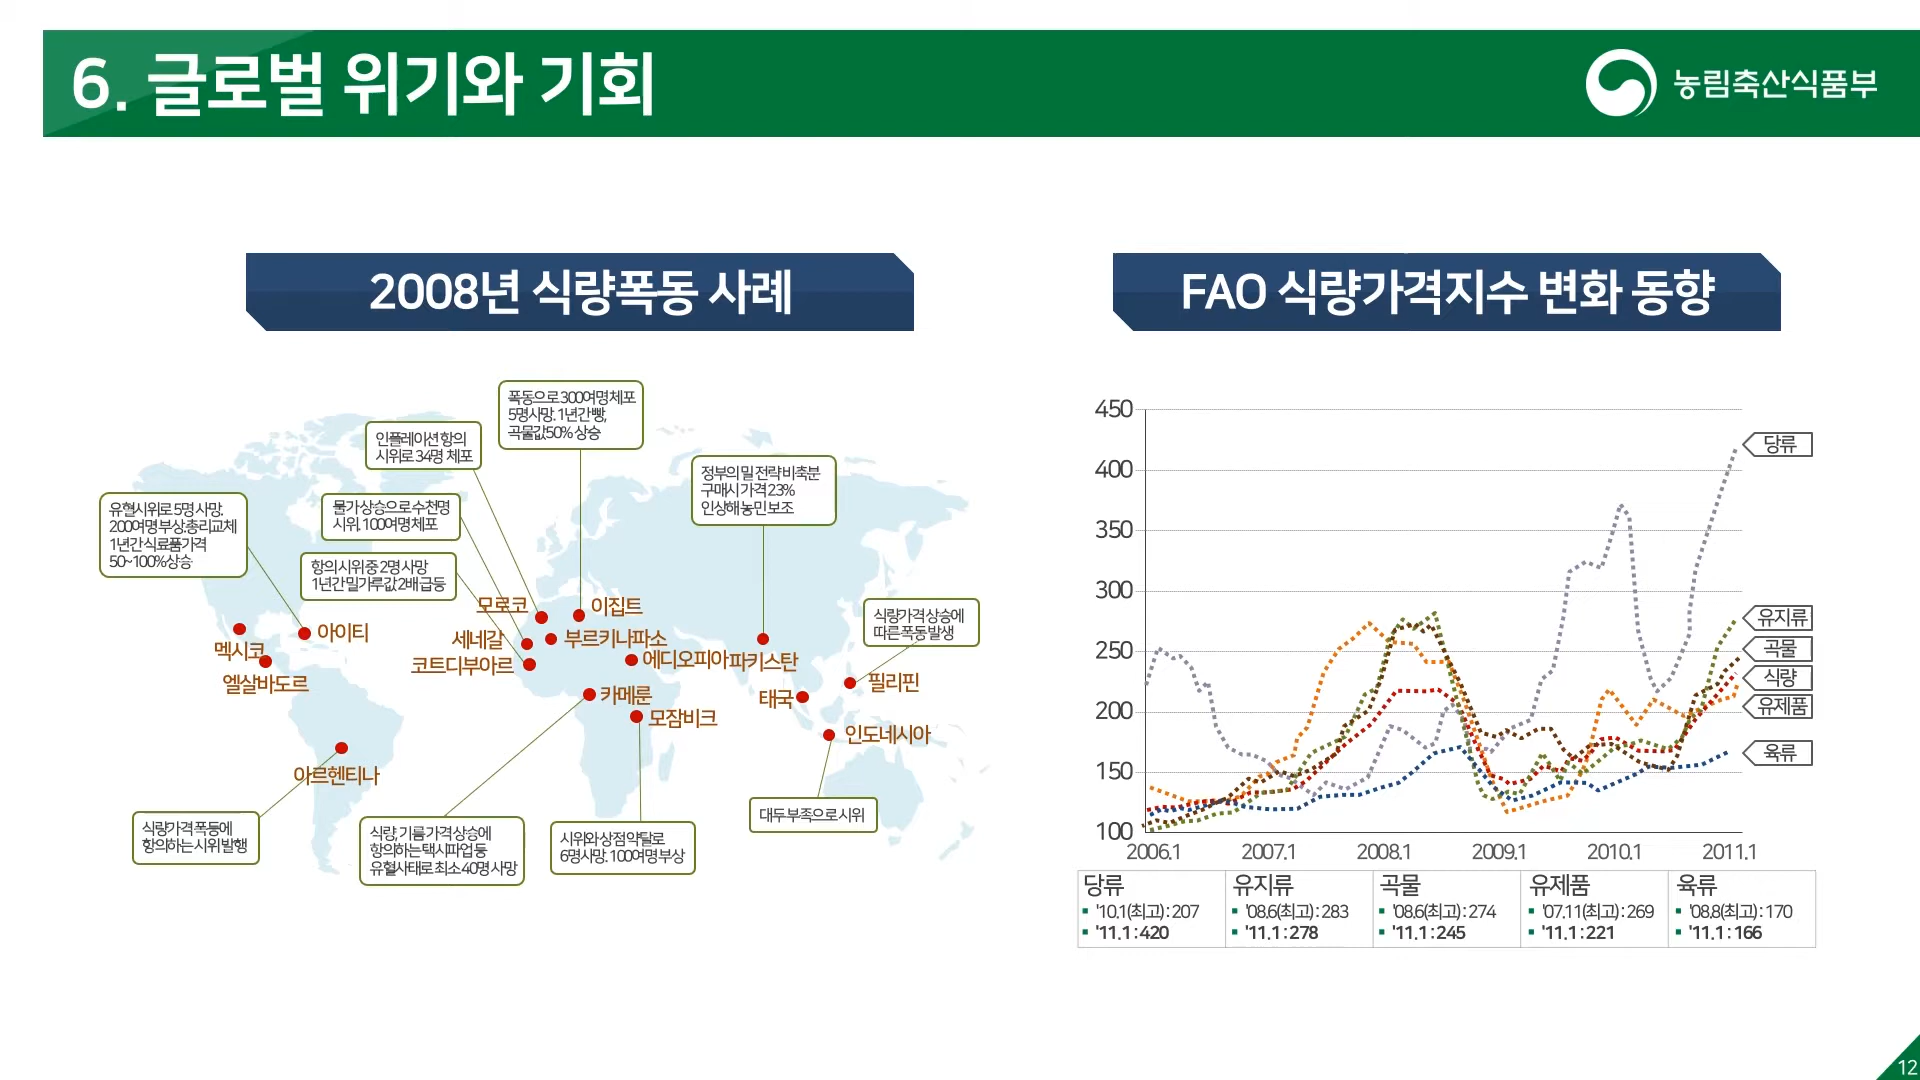 6. 글로벌 위기와 기회
농림축산식품부
2008년 식량폭동 사례
폭동으로 300여명 체포
5명사망. 1년간 빵,
곡물값50% 상승
인플레이션 항의
시위로 34명 체포
정부의 밀 전략 비축분
구매시 가격 23%
인상해 농민 보조
유혈시위로 5명 사망.
200여명 부상.총리교체
1년간 식료품가격
50~100%상승
물가상승으로 수천명
시위. 100여명 체포
항의시위중 2명 사망
1년간 밀가루값 2배 급등
식량가격 상승에
따른 폭동 발생
모로코
이집트
아이티
멕시코
세네갈
부르키나파소
코트디부아르
에디오피아
파키스탄
엘살바도르
필리핀
카메룬
태국
모잠비크
인도네시아
아르헨티나
식량가격 폭등에
항의하는 시위 발행
식량, 기름 가격 상승에
항의하는 택시파업 등
유혈사태로 최소 40명 사망
시위와 상점 약탈로
6명사망. 100여명 부상
대두 부족으로 시위
FAO 식량가격지수 변화 동향
450
400
350
300
250
200
150
100
2006.1 2007.1 2008.1 2009.1 2010.1 2011.1
당류
유지류
곡물
식량
유제품
육류
당류
'10.1(최고) : 207
'11.1 : 420
유지류
'08.6(최고) : 283
'11.1 : 278
곡물
'08.6(최고) : 274
'11.1 : 245
유제품
'07.11(최고) : 269
'11.1 : 221
육류
'08.8(최고) : 170
'11.1 : 166
12